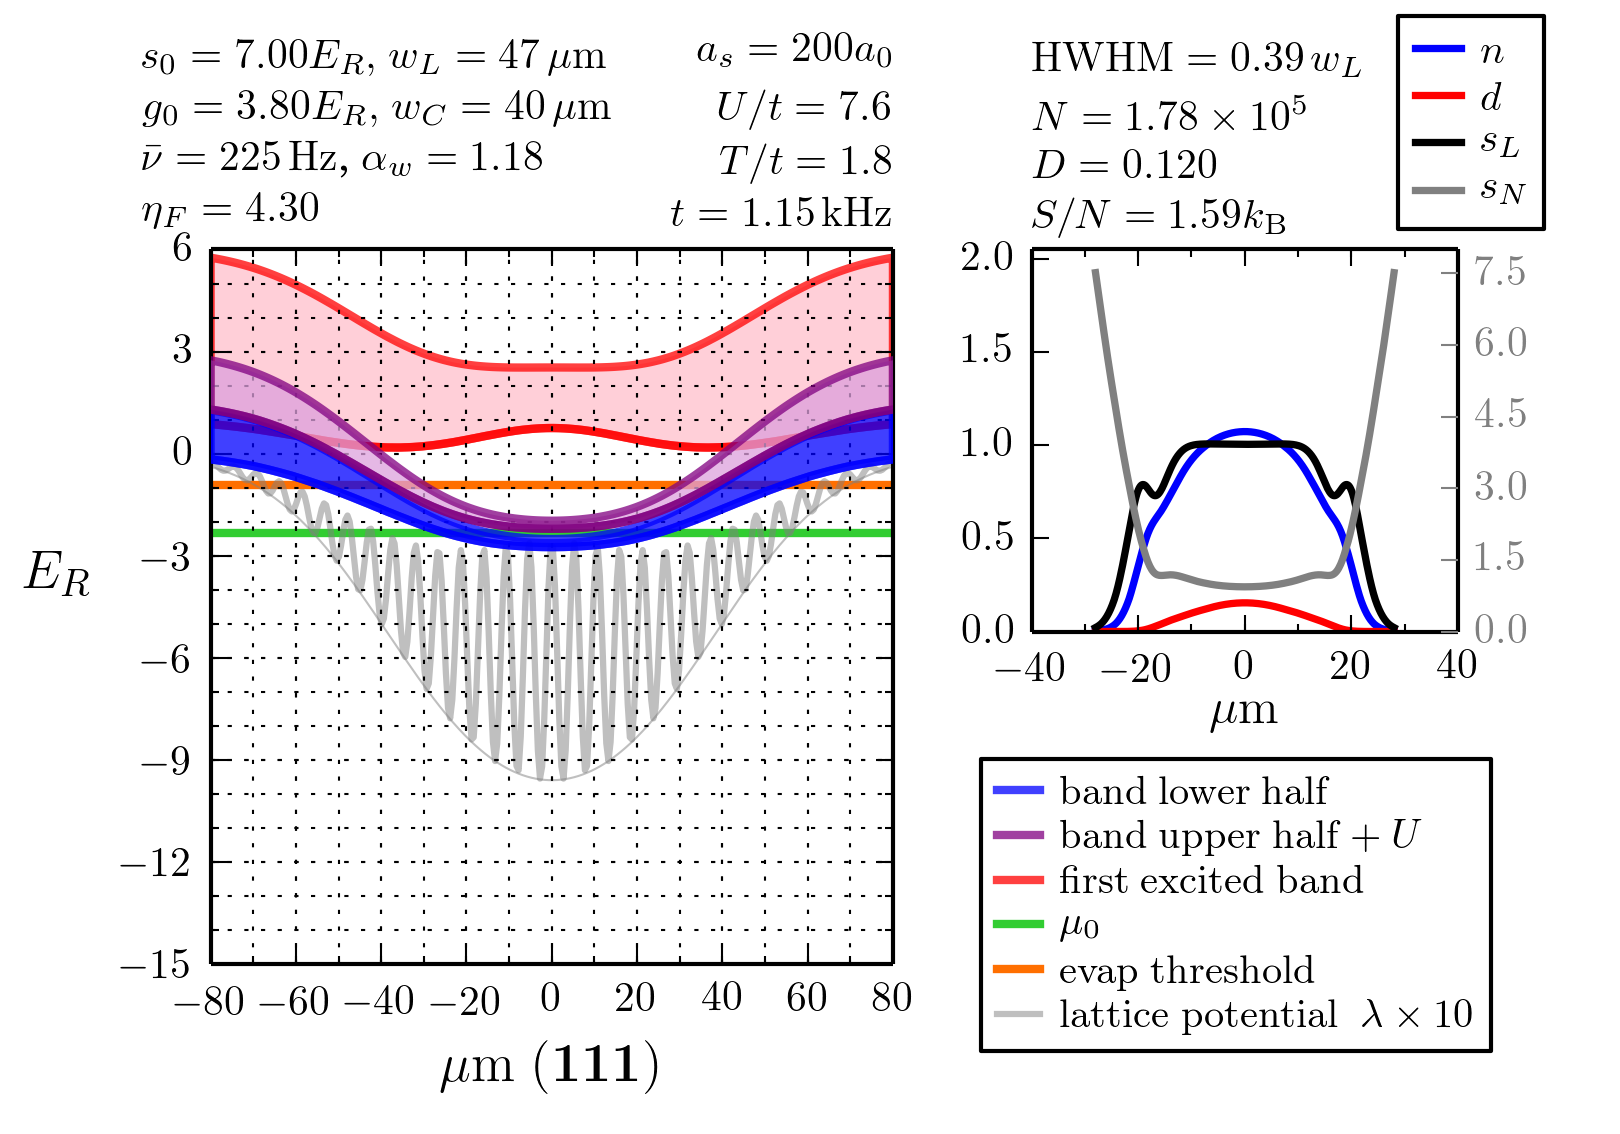 s₀ = 7.00E_R, w_L = 47 μm
g₀ = 3.80E_R, w_C = 40 μm
ν̄ = 225 Hz, α_w = 1.18
η_F = 4.30
a_s = 200a₀
U/t = 7.6
T/t = 1.8
t = 1.15 kHz
HWHM = 0.39 w_L
N = 1.78 × 10⁵
D = 0.120
S/N = 1.59k_B
n
d
s_L
s_N
6
3
0
−3
−6
−9
−12
−15
E_R
−80 −60 −40 −20 0 20 40 60 80
μm (111)
2.0
1.5
1.0
0.5
0.0
7.5
6.0
4.5
3.0
1.5
0.0
−40 −20 0 20 40
μm
band lower half
band upper half + U
first excited band
μ₀
evap threshold
lattice potential λ × 10